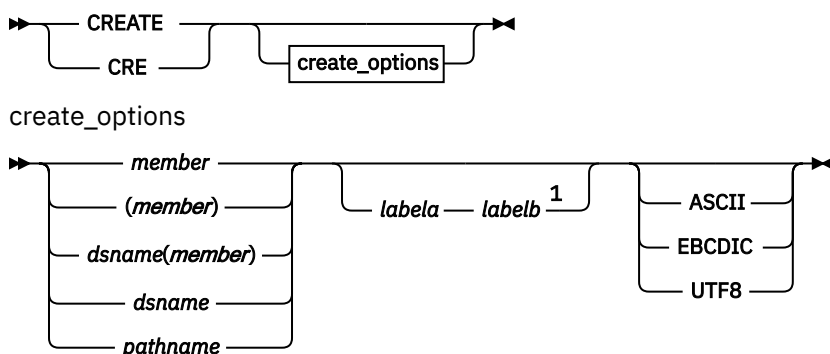 CREATE
CRE
create_options
create_options
member
(member)
dsname(member)
dsname
pathname
labela labelb 1
ASCII
EBCDIC
UTF8